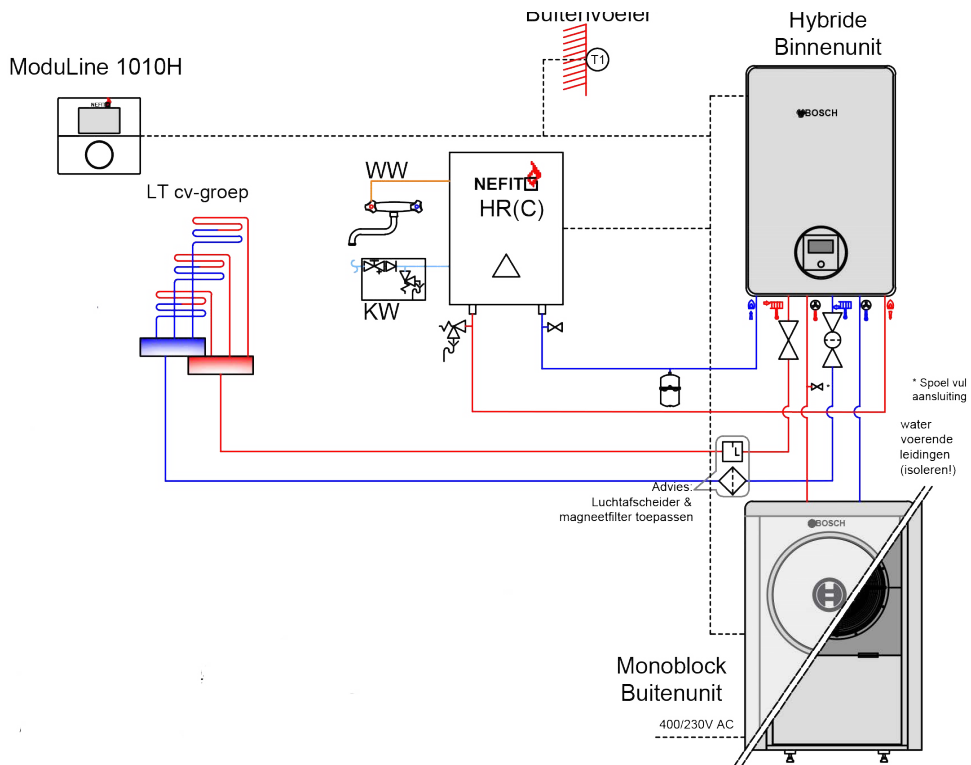 Buitenvoeler
T1
Hybride
Binnenunit
ModuLine 1010H
NEFIT
BOSCH
LT cv-groep
WW
NEFIT
HR(C)
KW
* Spoel vul
aansluiting
*
water
voerende
leidingen
(isoleren!)
L
Advies:
Luchtafscheider &
magneetfilter toepassen
BOSCH
Monoblock
Buitenunit
400/230V AC